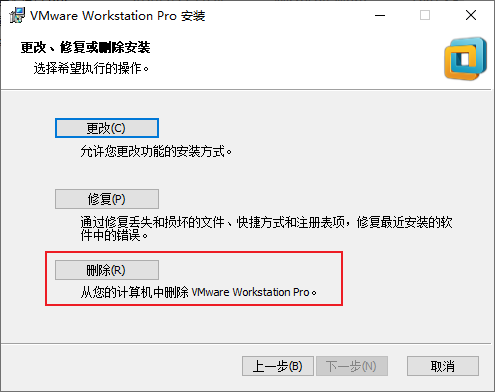 VMware Workstation Pro 安装
更改、修复或删除安装
选择希望执行的操作。
更改(C)
允许您更改功能的安装方式。
修复(P)
通过修复丢失和损坏的文件、快捷方式和注册表项，修复最近安装的软
件中的错误。
删除(R)
从您的计算机中删除 VMware Workstation Pro。
上一步(B) 下一步(N) 取消